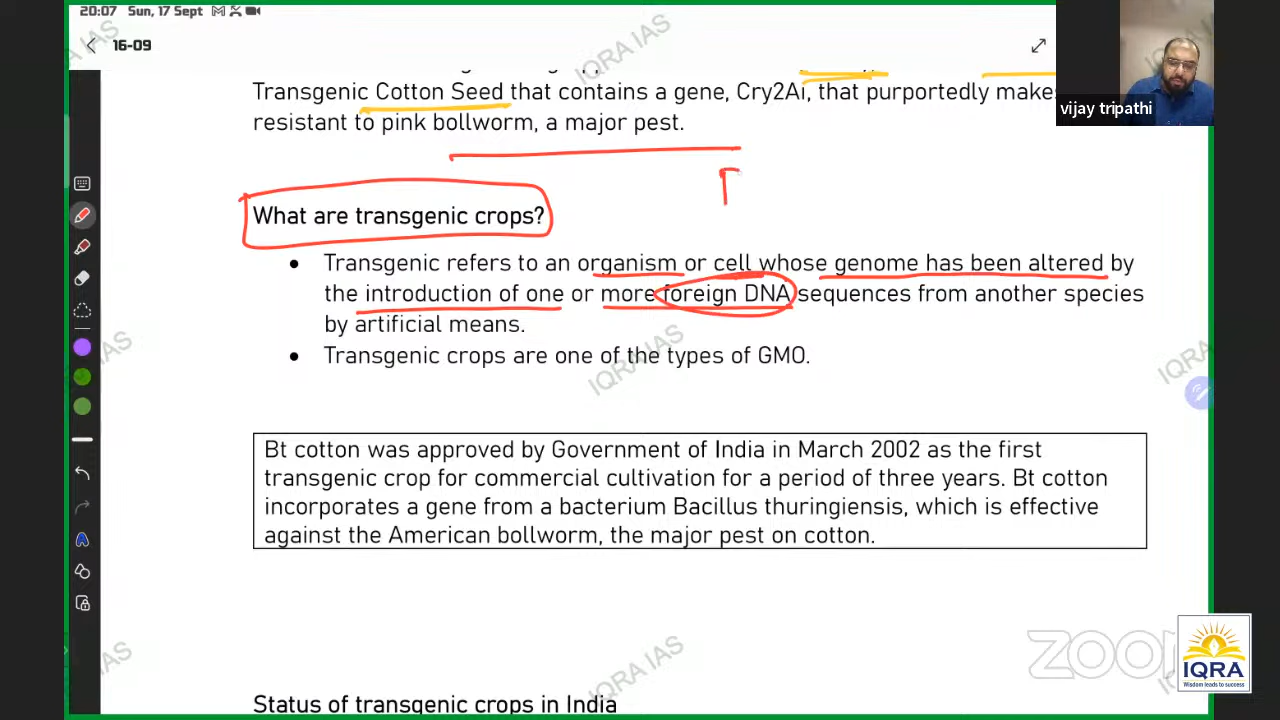 20:07 Sun, 17 Sept
16-09
IQRA IAS
vijay tripathi
Transgenic Cotton Seed that contains a gene, Cry2Ai, that purportedly makes
resistant to pink bollworm, a major pest.
What are transgenic crops?
• Transgenic refers to an organism or cell whose genome has been altered by
the introduction of one or more foreign DNA sequences from another species
by artificial means.
• Transgenic crops are one of the types of GMO.
IQRA IAS
IQRA
Bt cotton was approved by Government of India in March 2002 as the first
transgenic crop for commercial cultivation for a period of three years. Bt cotton
incorporates a gene from a bacterium Bacillus thuringiensis, which is effective
against the American bollworm, the major pest on cotton.
IQRA IAS
ZOO
IQRA
Wisdom leads to success
Status of transgenic crops in India